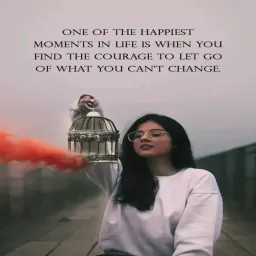 ONE OF THE HAPPIEST
MOMENTS IN LIFE IS WHEN YOU
FIND THE COURAGE TO LET GO
OF WHAT YOU CAN'T CHANGE.